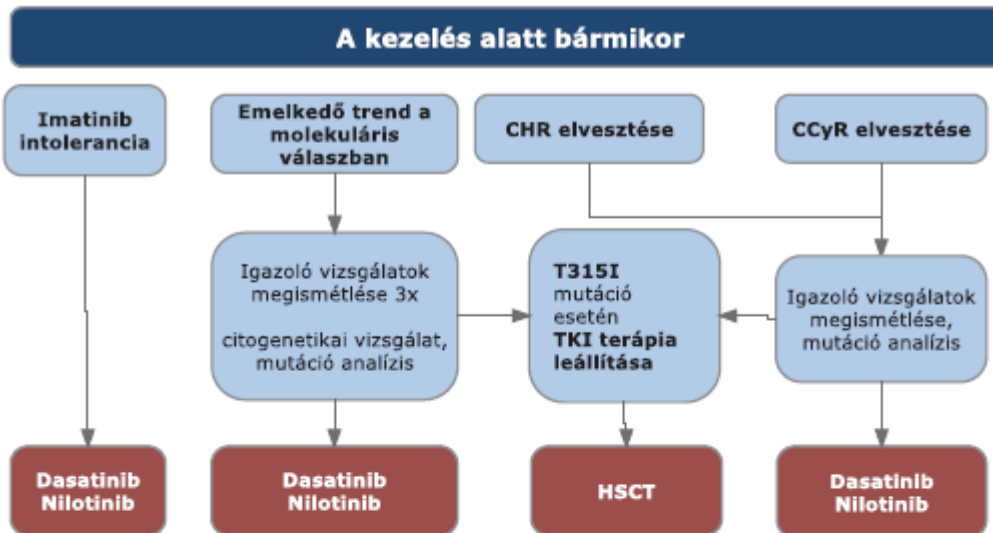 A kezelés alatt bármikor
Imatinib
intolerancia
Emelkedő trend a
molekuláris
válaszban
CHR elvesztése
CCyR elvesztése
Igazoló vizsgálatok
megismétlése 3x
citogenetikai vizsgálat,
mutáció analízis
T315I
mutáció
esetén
TKI terápia
leállítása
Igazoló vizsgálatok
megismétlése,
mutáció analízis
Dasatinib
Nilotinib
Dasatinib
Nilotinib
HSCT
Dasatinib
Nilotinib